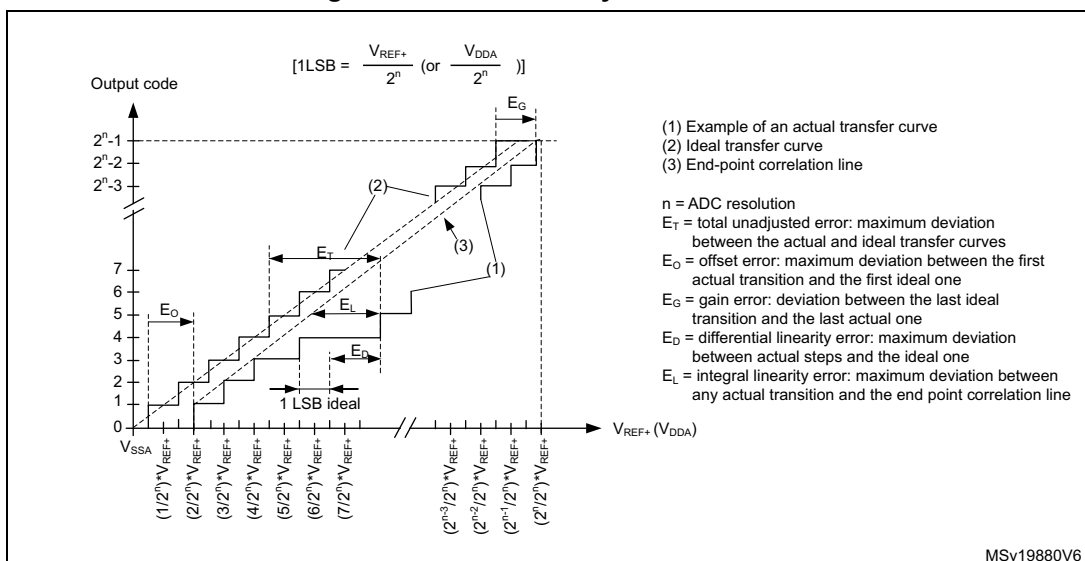 [1LSB = V_REF+ / 2^n (or V_DDA / 2^n )]
Output code
E_G
2^n-1
2^n-2
2^n-3
(2)
(3)
(1)
7
6
5
4
3
2
1
0
E_T
E_O
E_L
E_D
1 LSB ideal
V_SSA
V_REF+ (V_DDA)
(1/2^n)*V_REF+
(2/2^n)*V_REF+
(3/2^n)*V_REF+
(4/2^n)*V_REF+
(5/2^n)*V_REF+
(6/2^n)*V_REF+
(7/2^n)*V_REF+
(2^n-3/2^n)*V_REF+
(2^n-2/2^n)*V_REF+
(2^n-1/2^n)*V_REF+
(2^n/2^n)*V_REF+
(1) Example of an actual transfer curve
(2) Ideal transfer curve
(3) End-point correlation line
n = ADC resolution
E_T = total unadjusted error: maximum deviation
between the actual and ideal transfer curves
E_O = offset error: maximum deviation between the first
actual transition and the first ideal one
E_G = gain error: deviation between the last ideal
transition and the last actual one
E_D = differential linearity error: maximum deviation
between actual steps and the ideal one
E_L = integral linearity error: maximum deviation between
any actual transition and the end point correlation line
MSv19880V6